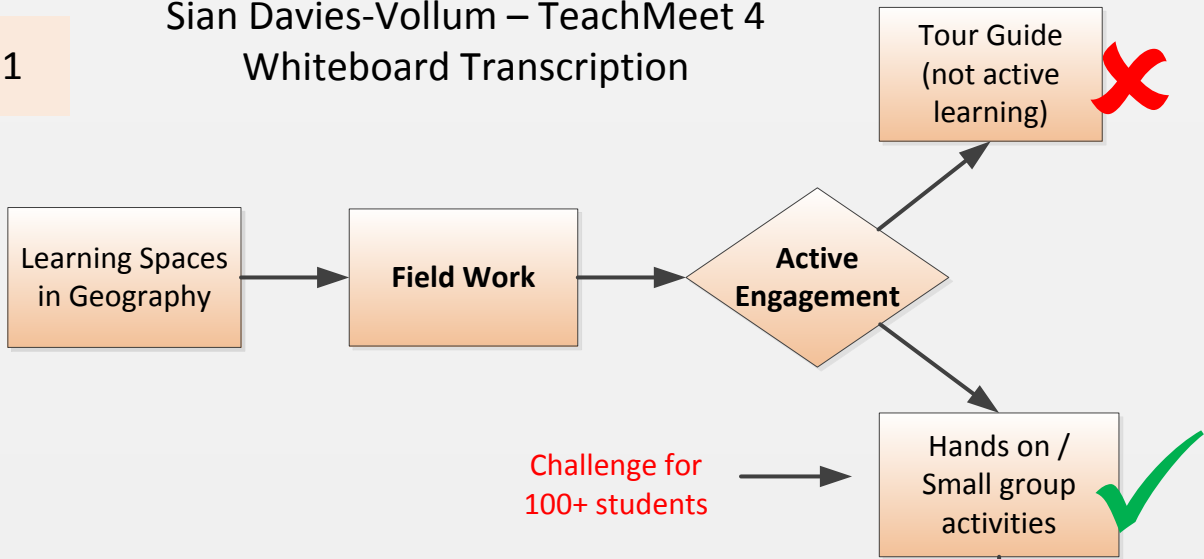 Sian Davies-Vollum – TeachMeet 4
Whiteboard Transcription
1
Tour Guide
(not active
learning)
Learning Spaces
in Geography
Field Work
Active
Engagement
Challenge for
100+ students
Hands on /
Small group
activities